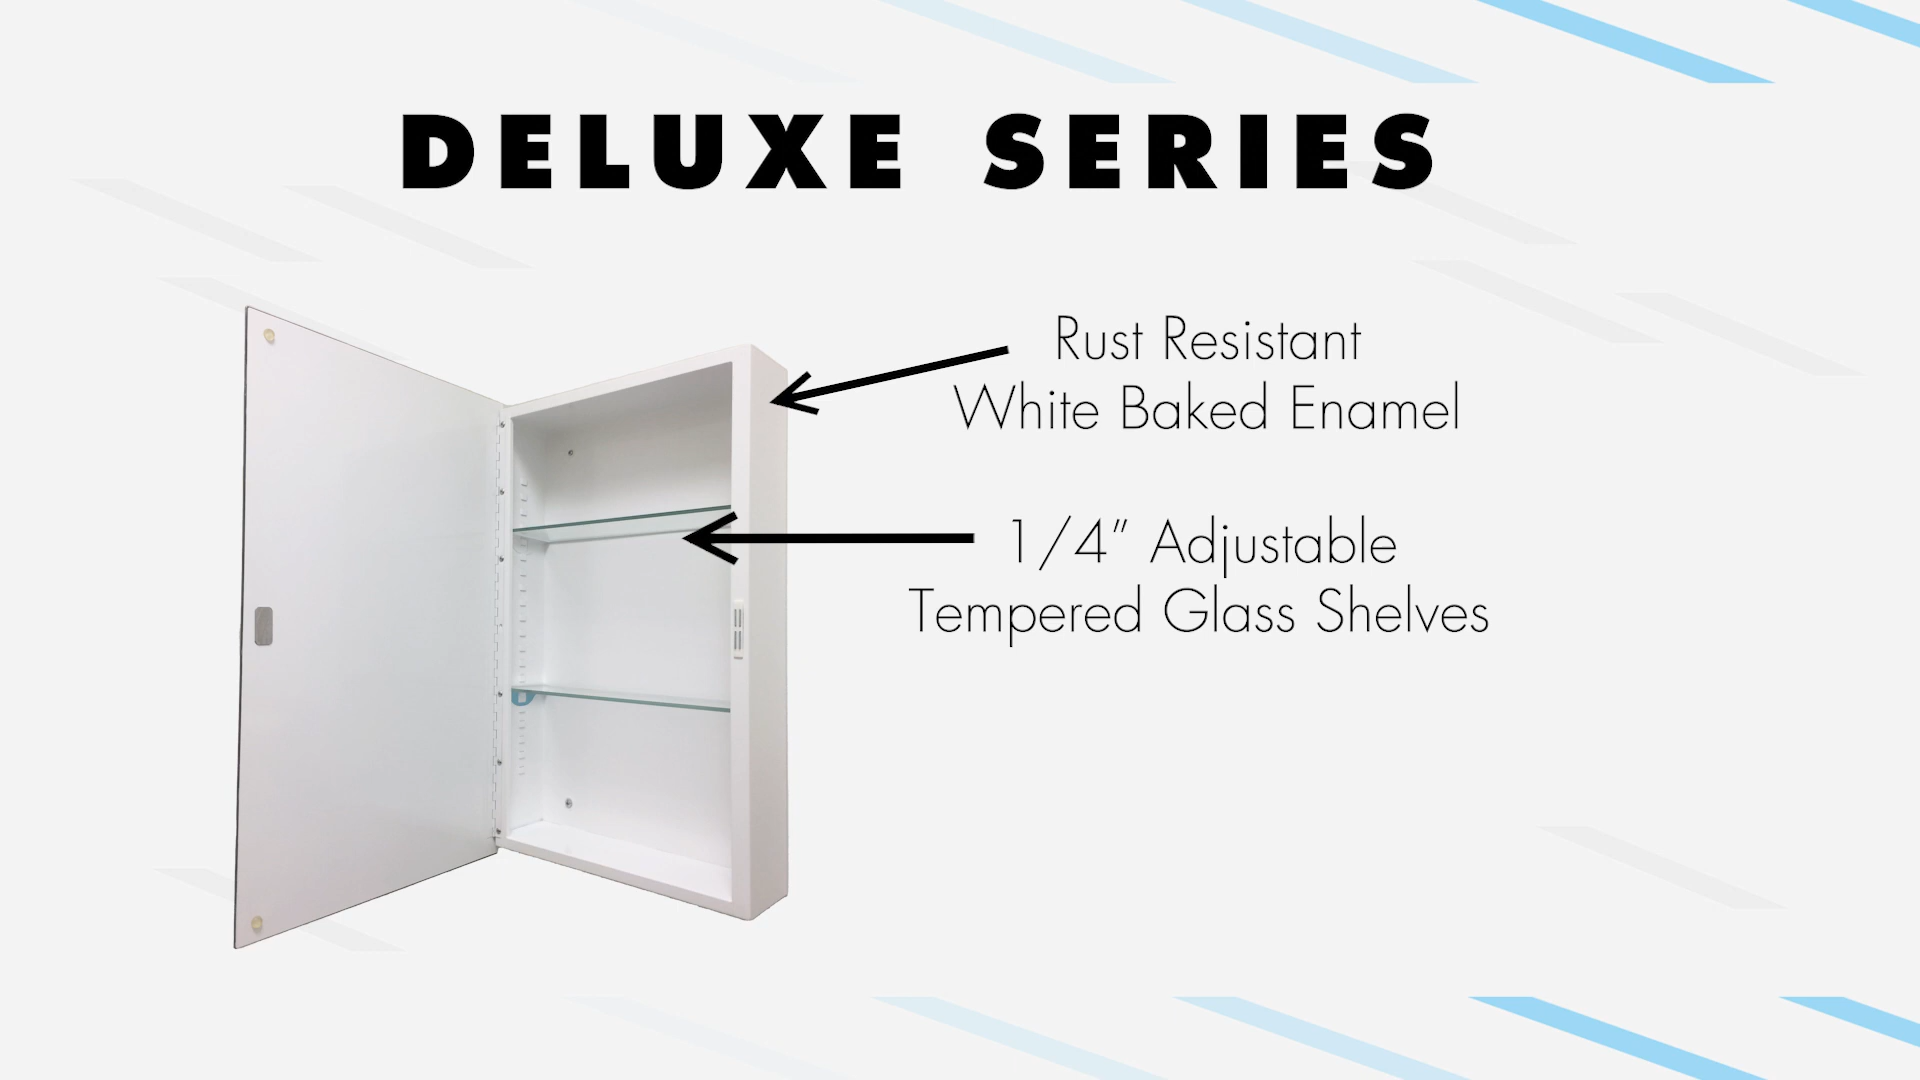 DELUXE SERIES
Rust Resistant
White Baked Enamel
1/4″ Adjustable
Tempered Glass Shelves